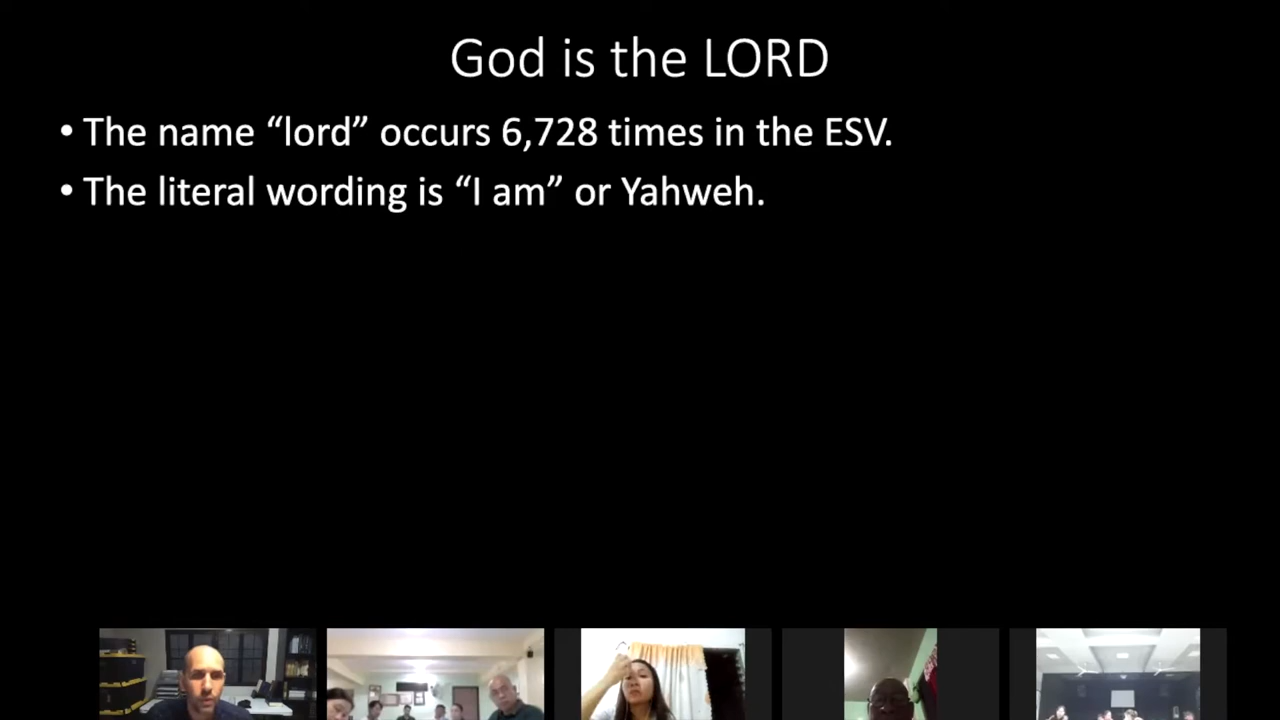 God is the LORD
• The name “lord” occurs 6,728 times in the ESV.
• The literal wording is “I am” or Yahweh.